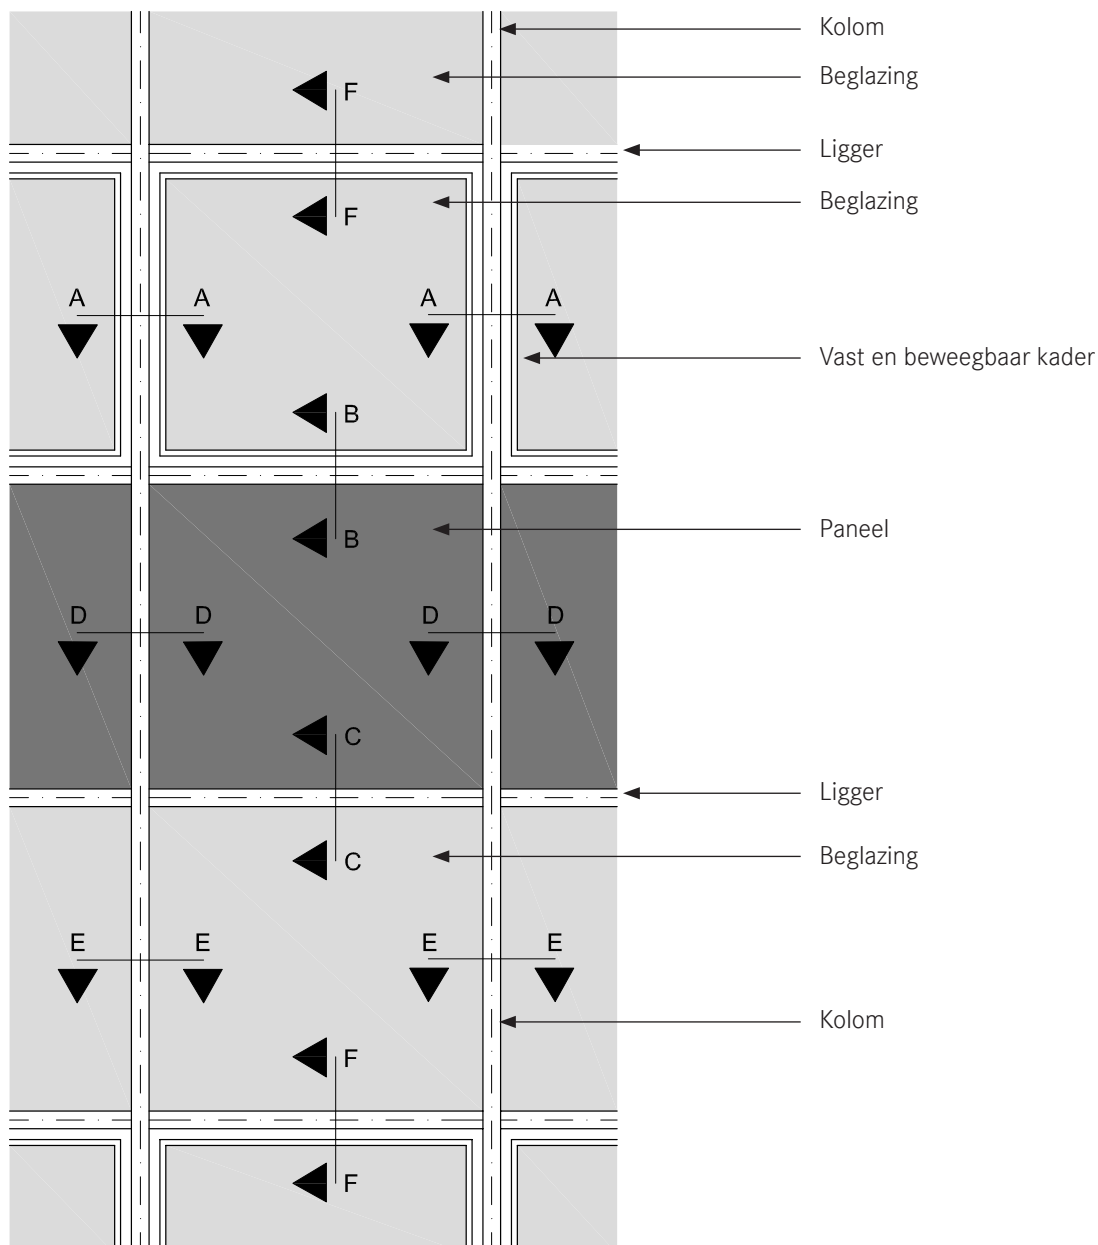 Kolom
Beglazing
F
Ligger
Beglazing
F
A A A A
Vast en beweegbaar kader
B
Paneel
B
D D D D
C
Ligger
Beglazing
C
E E E E
Kolom
F
F